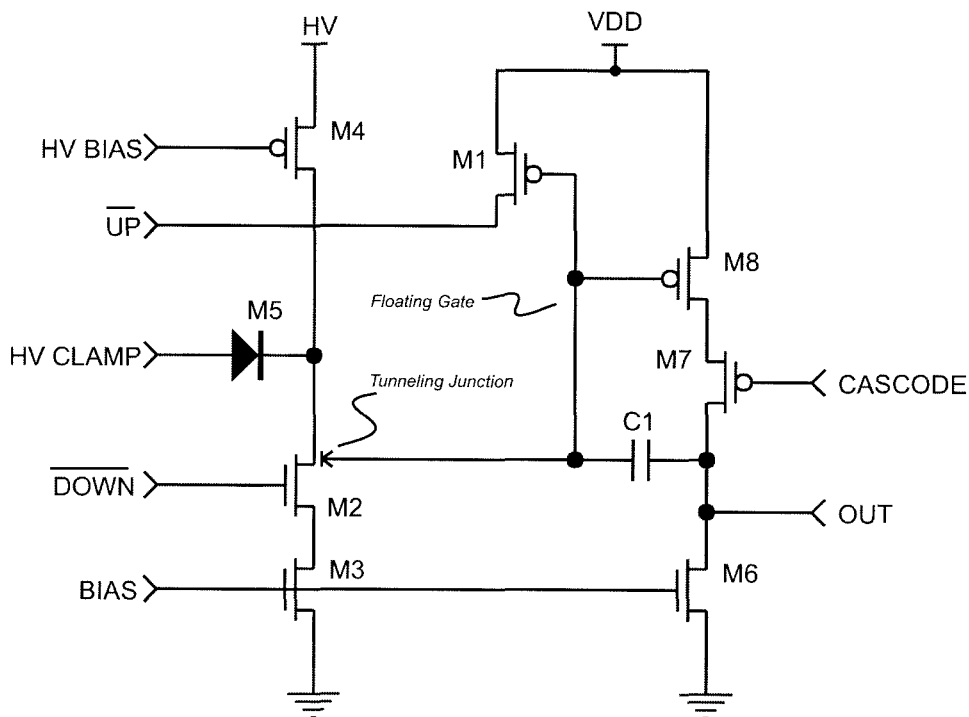 HV
VDD
M4
HV BIAS
M1
UP
M8
Floating Gate
M5
HV CLAMP
M7
Tunneling Junction
CASCODE
C1
DOWN
M2
OUT
M3
M6
BIAS